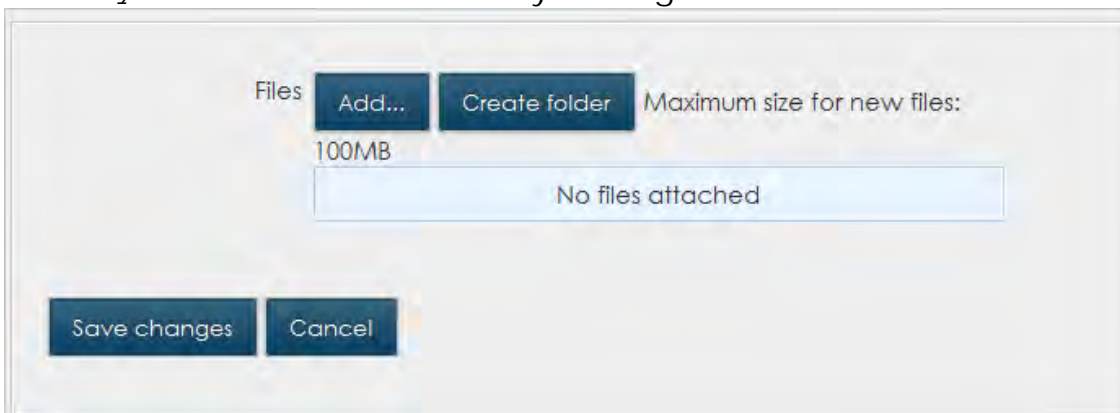 Files Add... Create folder Maximum size for new files:
100MB
No files attached
Save changes Cancel